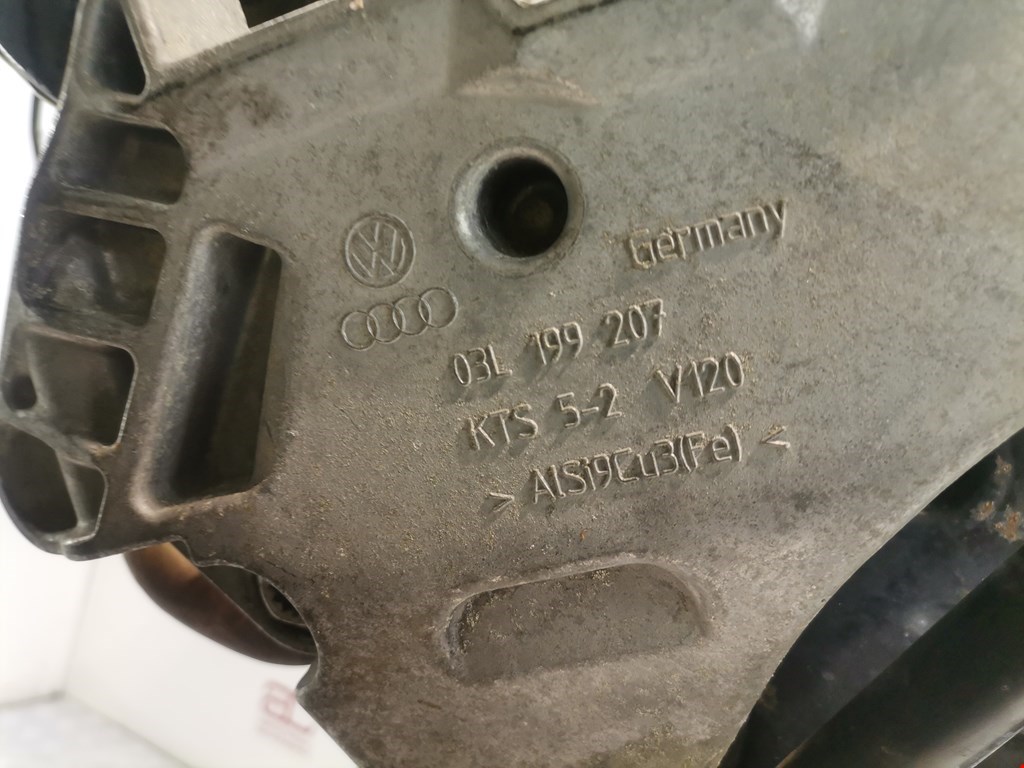 Germany
03L 199 207
KTS 5-2 V120
> AlSi9Cu3(Fe) <